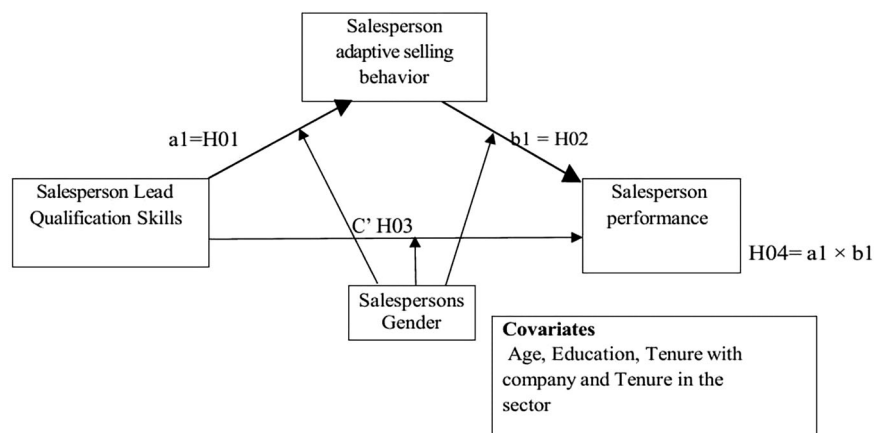 Salesperson
adaptive selling
behavior
a1=H01
b1 = H02
Salesperson Lead
Qualification Skills
Salesperson
performance
C’ H03
H04= a1 × b1
Salespersons
Gender
Covariates
Age, Education, Tenure with
company and Tenure in the
sector